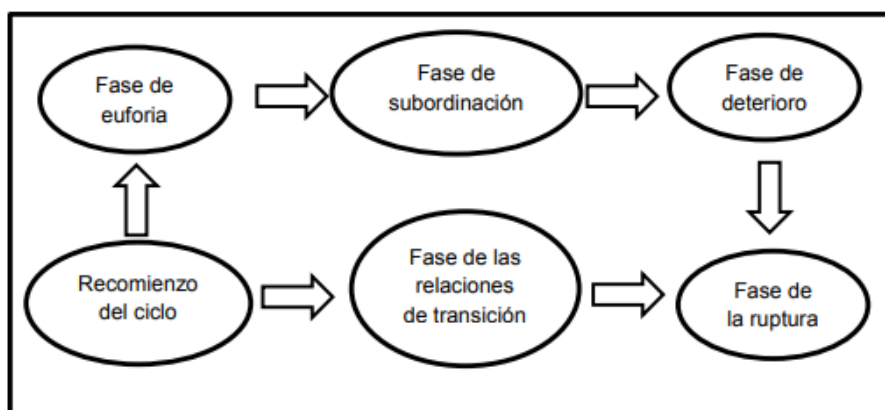 Fase de
euforia
Fase de
subordinación
Fase de
deterioro
Recomienzo
del ciclo
Fase de las
relaciones
de transición
Fase de
la ruptura